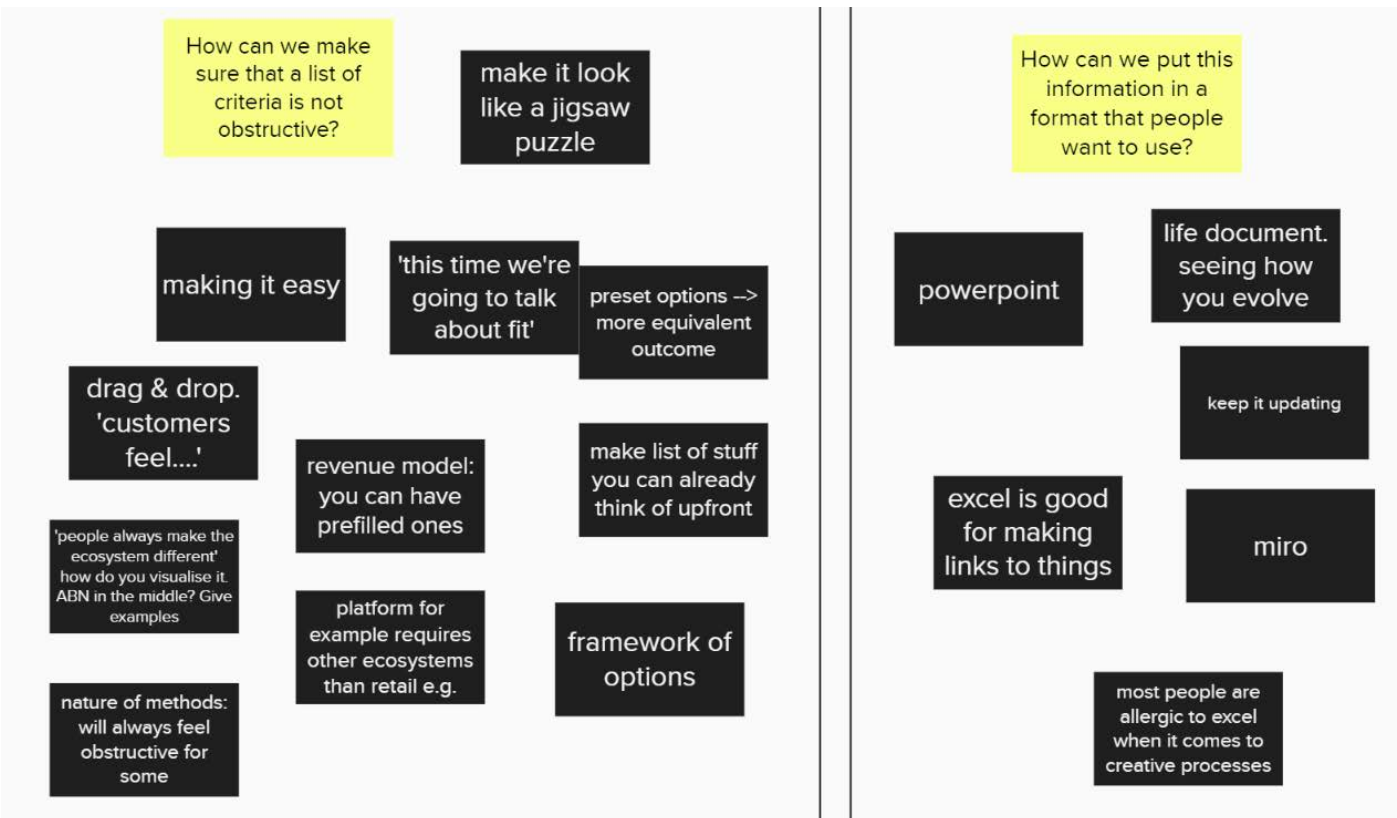 How can we make
sure that a list of
criteria is not
obstructive?
make it look
like a jigsaw
puzzle
making it easy
'this time we're
going to talk
about fit'
preset options -->
more equivalent
outcome
drag & drop.
'customers
feel....'
revenue model:
you can have
prefilled ones
make list of stuff
you can already
think of upfront
'people always make the
ecosystem different'
how do you visualise it.
ABN in the middle? Give
examples
platform for
example requires
other ecosystems
than retail e.g.
framework of
options
nature of methods:
will always feel
obstructive for
some
How can we put this
information in a
format that people
want to use?
powerpoint
life document.
seeing how
you evolve
keep it updating
excel is good
for making
links to things
miro
most people are
allergic to excel
when it comes to
creative processes